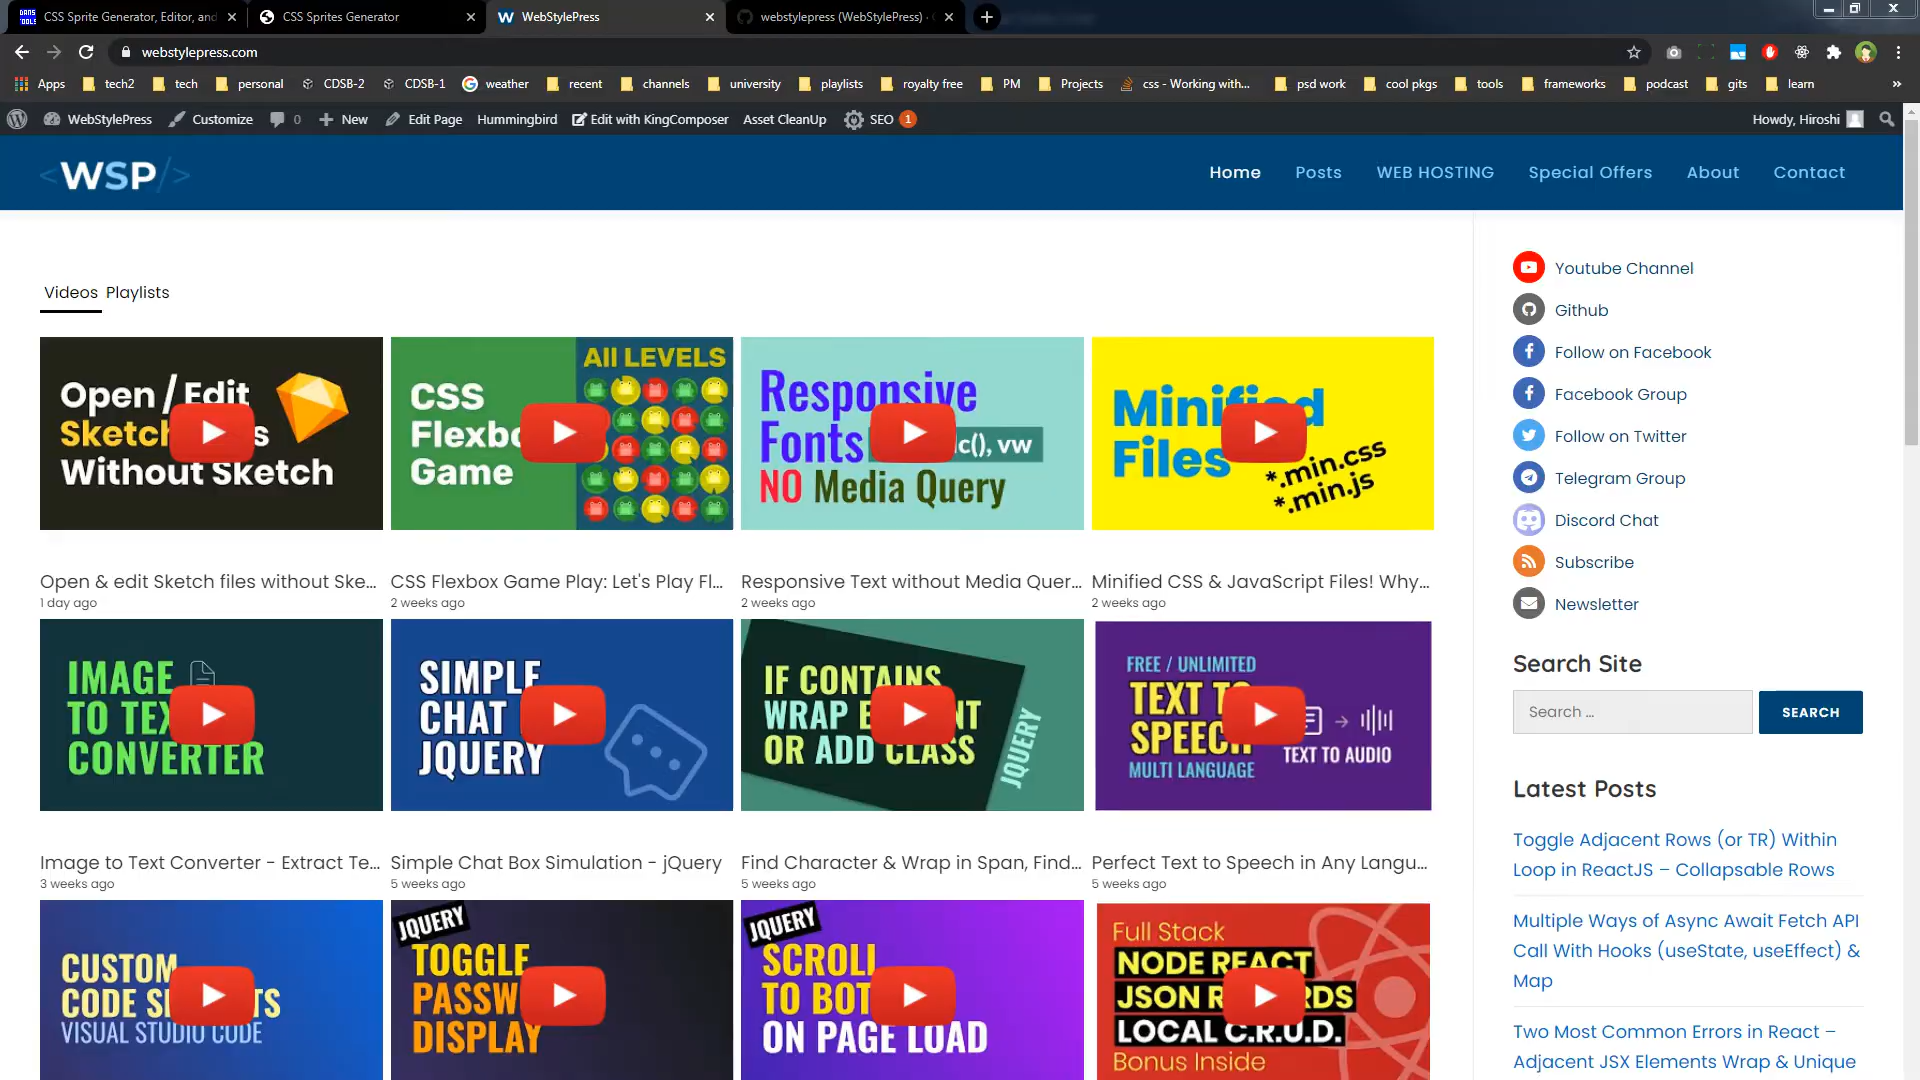 CSS Sprite Generator, Editor, and
CSS Sprites Generator
WebStylePress
webstylepress (WebStylePress) ·
webstylepress.com
Apps
tech2
tech
personal
CDSB-2
CDSB-1
weather
recent
channels
university
playlists
royalty free
PM
Projects
css - Working with...
psd work
cool pkgs
tools
frameworks
podcast
gits
learn
»
WebStylePress
Customize
0
New
Edit Page
Hummingbird
Edit with KingComposer
Asset CleanUp
SEO 1
Howdy, Hiroshi
<WSP/>
Home
Posts
WEB HOSTING
Special Offers
About
Contact
Videos Playlists
Open / Edit
Without Sketch
CSS
Game
All LEVELS
Responsive
Fonts
c(), vw
NO Media Query
Files
*.min.css
*.min.js
Open & edit Sketch files without Ske...
1 day ago
CSS Flexbox Game Play: Let's Play Fl...
2 weeks ago
Responsive Text without Media Quer...
2 weeks ago
Minified CSS & JavaScript Files! Why...
2 weeks ago
IMAGE
CONVERTER
SIMPLE
CHAT
JQUERY
IF CONTAINS
WRAP
OR ADD CLASS
JQUERY
FREE / UNLIMITED
TEXT TO
SPEECH
MULTI LANGUAGE
TEXT TO AUDIO
Image to Text Converter - Extract Te...
3 weeks ago
Simple Chat Box Simulation - jQuery
5 weeks ago
Find Character & Wrap in Span, Find...
5 weeks ago
Perfect Text to Speech in Any Langu...
5 weeks ago
CUSTOM
VISUAL STUDIO CODE
JQUERY
TOGGLE
DISPLAY
JQUERY
SCROLL
ON PAGE LOAD
Full Stack
NODE REACT
LOCAL C.R.U.D.
Bonus Inside
Youtube Channel
Github
Follow on Facebook
Facebook Group
Follow on Twitter
Telegram Group
Discord Chat
Subscribe
Newsletter
Search Site
Search ...
SEARCH
Latest Posts
Toggle Adjacent Rows (or TR) Within
Loop in ReactJS – Collapsable Rows
Multiple Ways of Async Await Fetch API
Call With Hooks (useState, useEffect) &
Map
Two Most Common Errors in React –
Adjacent JSX Elements Wrap & Unique